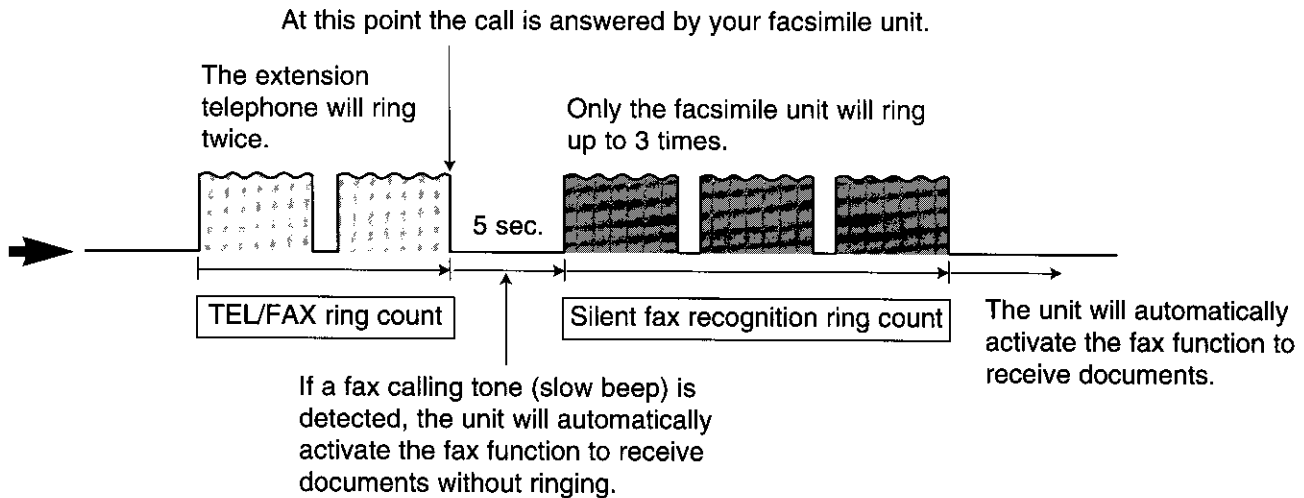 At this point the call is answered by your facsimile unit.
The extension
telephone will ring
twice.
Only the facsimile unit will ring
up to 3 times.
5 sec.
TEL/FAX ring count
Silent fax recognition ring count
The unit will automatically
activate the fax function to
receive documents.
If a fax calling tone (slow beep) is
detected, the unit will automatically
activate the fax function to receive
documents without ringing.